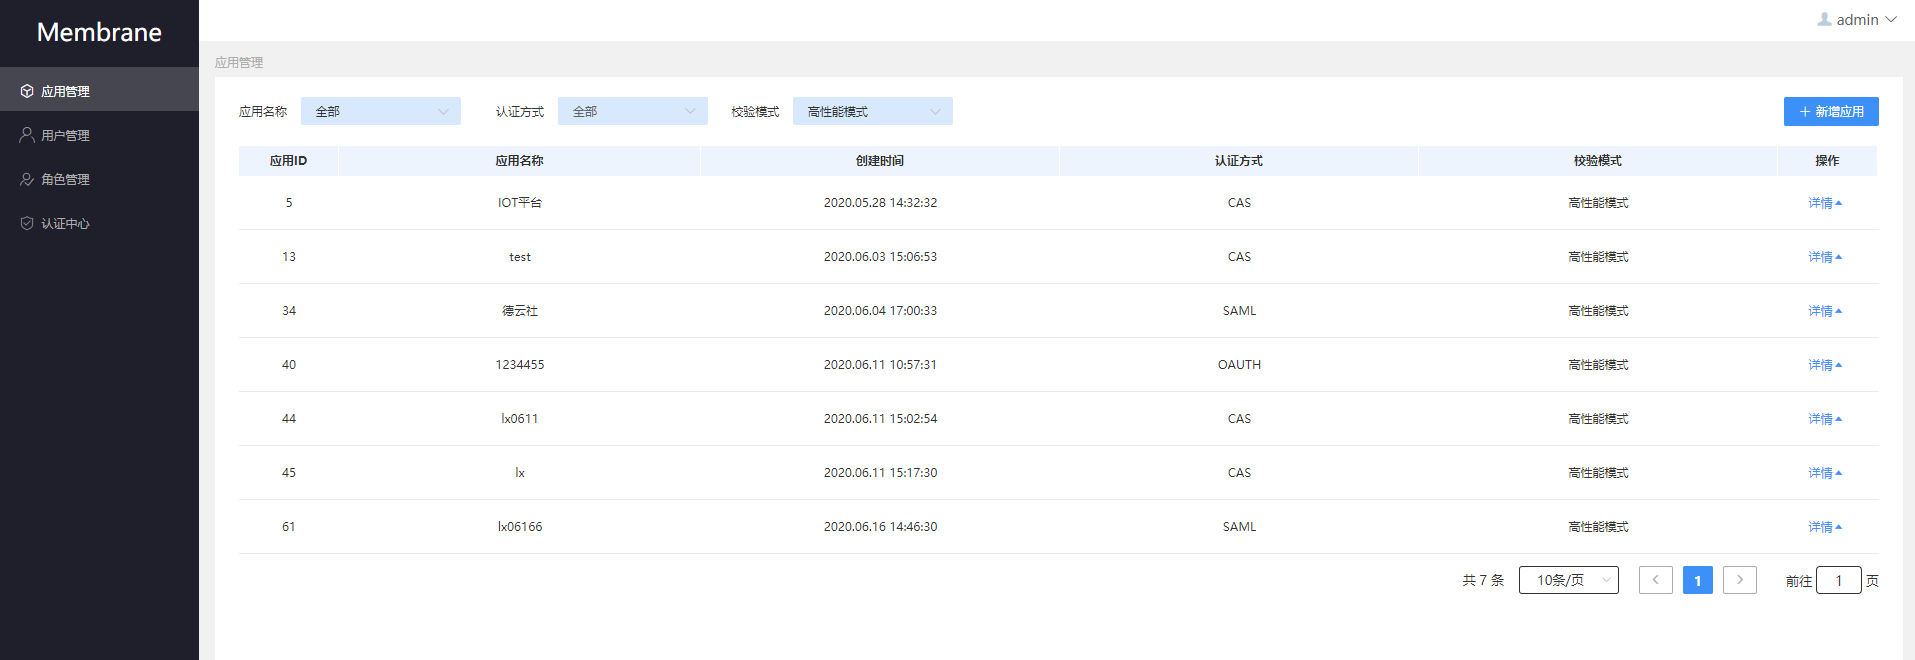 Membrane
admin
应用管理
用户管理
角色管理
认证中心
应用管理
应用名称 全部 认证方式 全部 校验模式 高性能模式 + 新增应用
应用ID 应用名称 创建时间 认证方式 校验模式 操作
5 IOT平台 2020.05.28 14:32:32 CAS 高性能模式 详情
13 test 2020.06.03 15:06:53 CAS 高性能模式 详情
34 德云社 2020.06.04 17:00:33 SAML 高性能模式 详情
40 1234455 2020.06.11 10:57:31 OAUTH 高性能模式 详情
44 lx0611 2020.06.11 15:02:54 CAS 高性能模式 详情
45 lx 2020.06.11 15:17:30 CAS 高性能模式 详情
61 lx06166 2020.06.16 14:46:30 SAML 高性能模式 详情
共 7 条 10条/页 < 1 > 前往 1 页